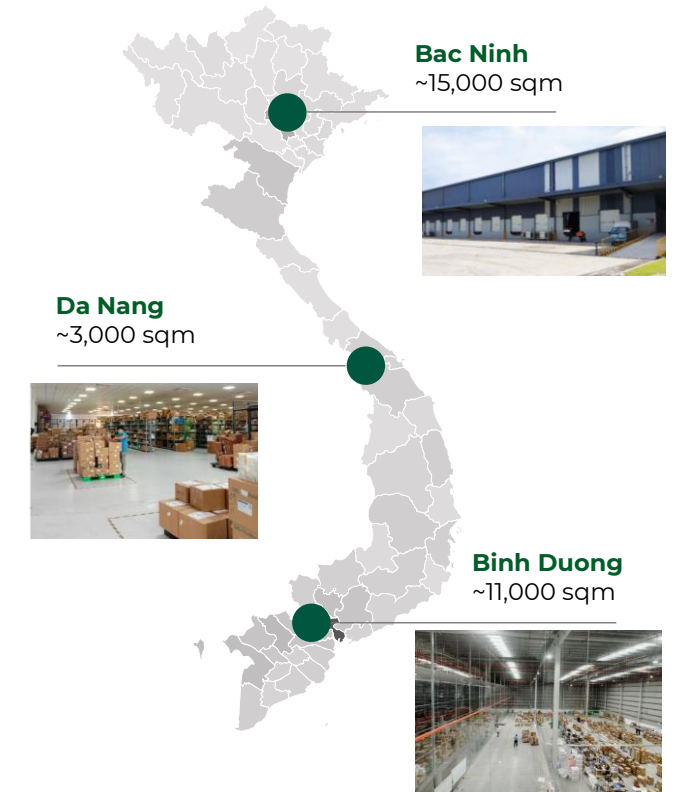 Bac Ninh
~15,000 sqm
Da Nang
~3,000 sqm
Binh Duong
~11,000 sqm